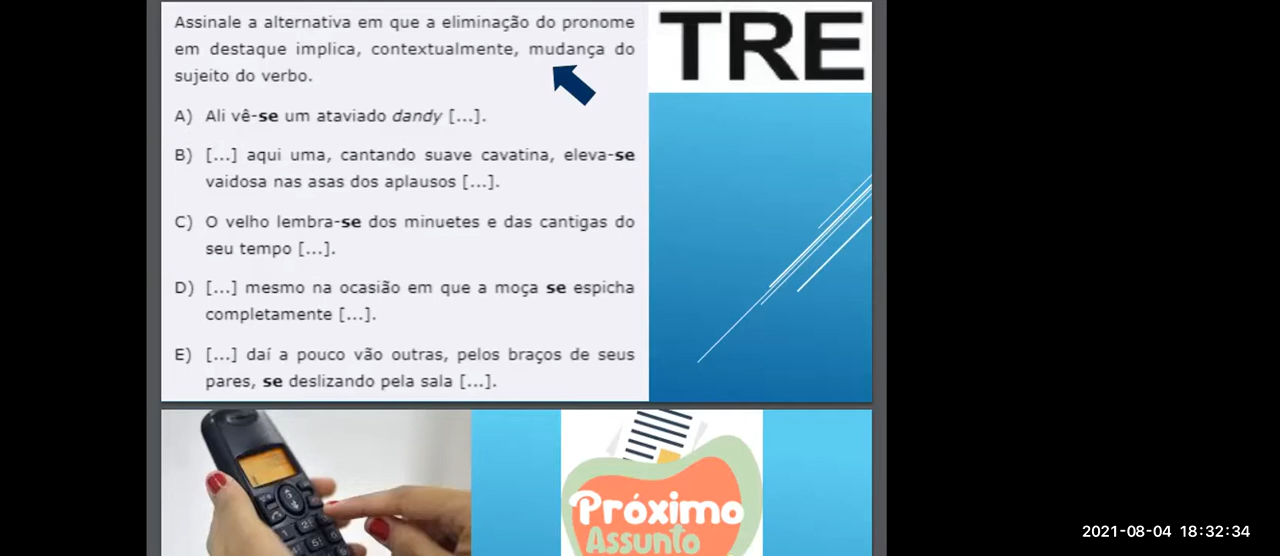 Assinale a alternativa em que a eliminação do pronome
em destaque implica, contextualmente, mudança do
sujeito do verbo.
A) Ali vê-se um ataviado dandy [...].
B) [...] aqui uma, cantando suave cavatina, eleva-se
vaidosa nas asas dos aplausos [...].
C) O velho lembra-se dos minuetes e das cantigas do
seu tempo [...].
D) [...] mesmo na ocasião em que a moça se espicha
completamente [...].
E) [...] daí a pouco vão outras, pelos braços de seus
pares, se deslizando pela sala [...].
TRE
Próximo
Assunto
2021-08-04 18:32:34